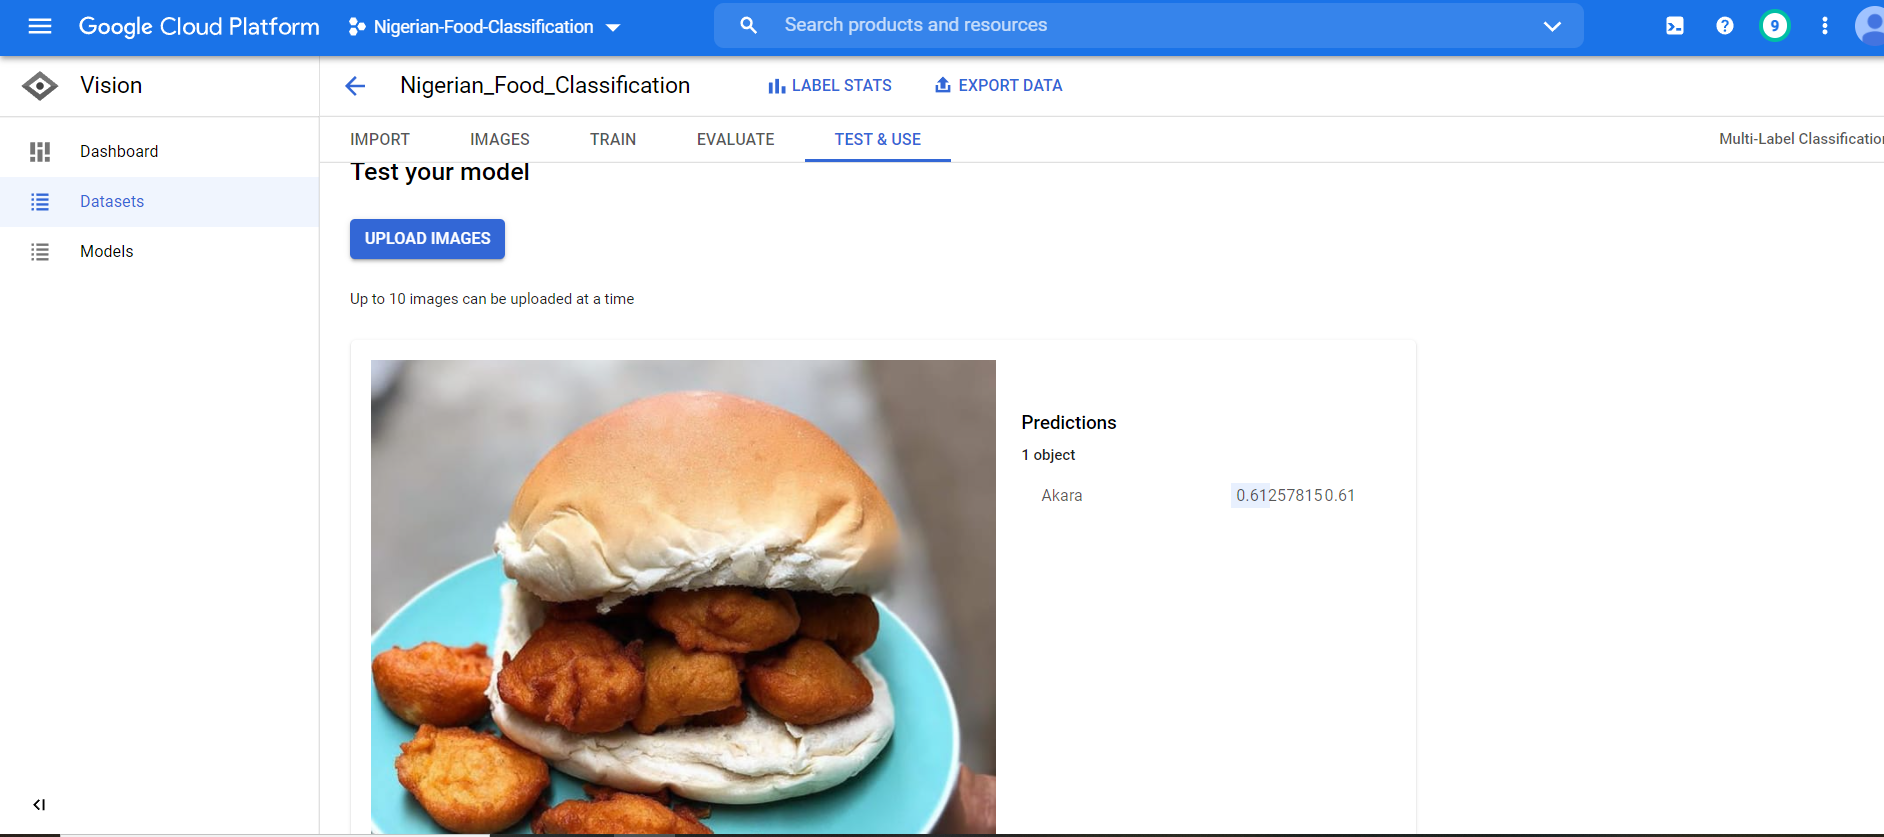 Google Cloud Platform
Nigerian-Food-Classification
Search products and resources
9
Vision
Nigerian_Food_Classification
LABEL STATS
EXPORT DATA
IMPORT
IMAGES
TRAIN
EVALUATE
TEST & USE
Multi-Label Classification
Dashboard
Datasets
Models
Test your model
UPLOAD IMAGES
Up to 10 images can be uploaded at a time
Predictions
1 object
Akara
0.612578150.61